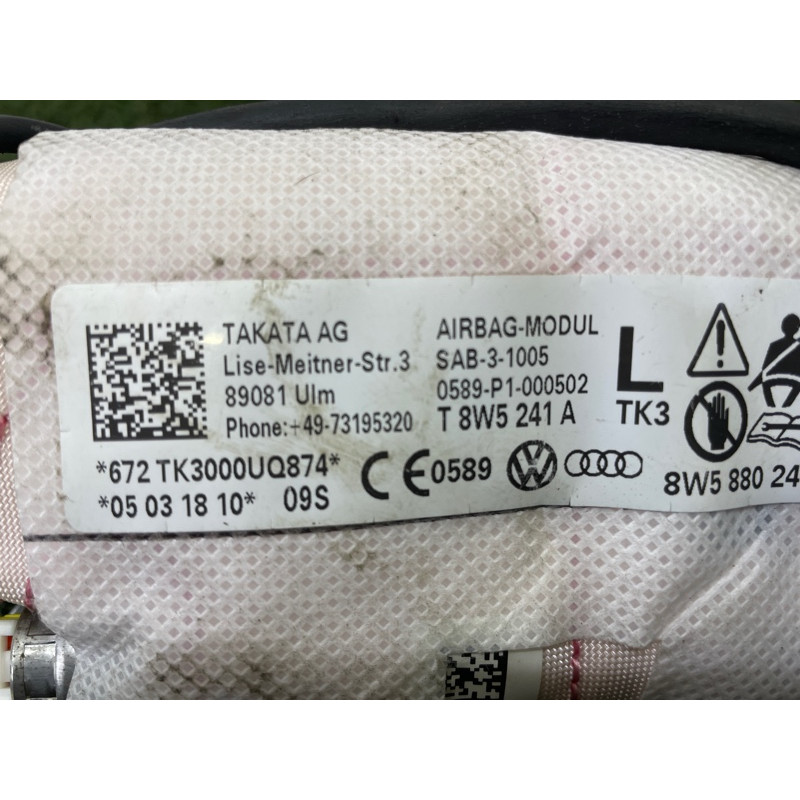 TAKATA AG
Lise-Meitner-Str.3
89081 Ulm
Phone:+49-73195320
AIRBAG-MODUL
SAB-3-1005
0589-P1-000502
T 8W5 241 A
L
TK3
*672 TK3000UQ874*
*05 03 18 10* 09S
CE 0589
8W5 880 24